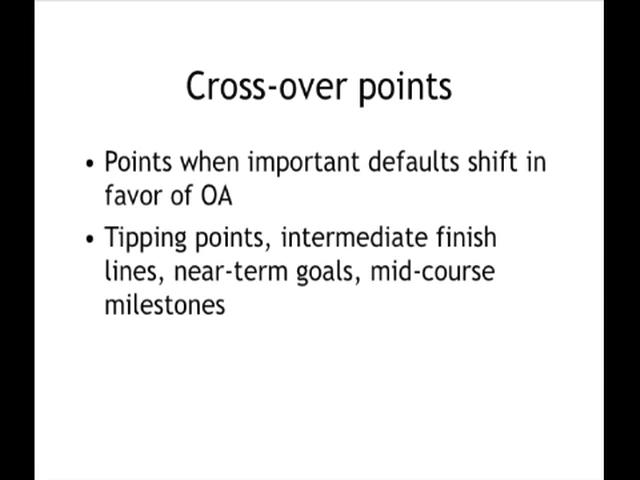 Cross-over points
• Points when important defaults shift in
favor of OA
• Tipping points, intermediate finish
lines, near-term goals, mid-course
milestones